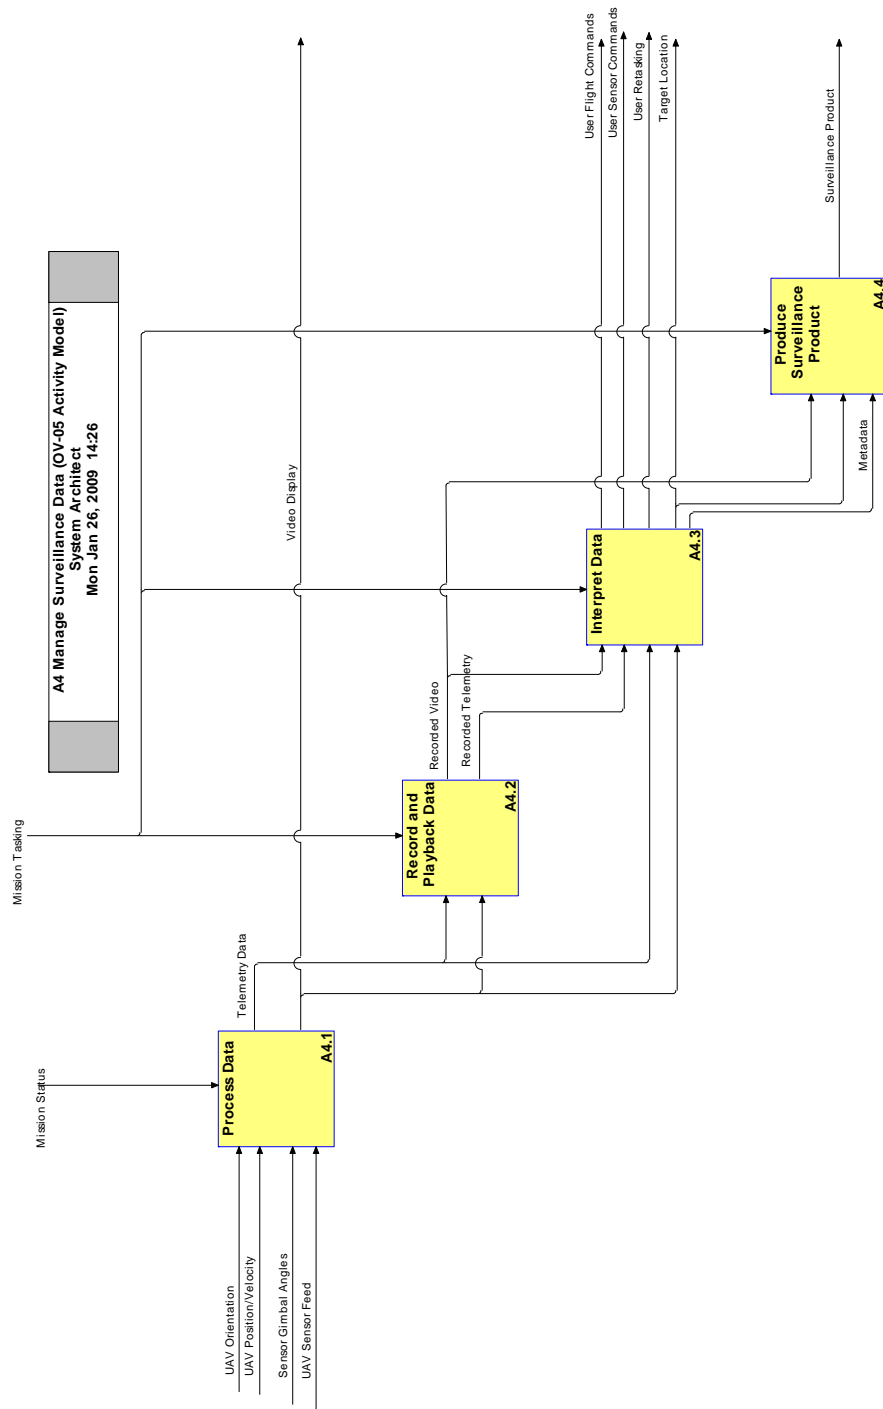 A4 Manage Surveillance Data (OV-05 Activity Model)
System Architect
Mon Jan 26, 2009 14:26
Mission Status
Mission Tasking
UAV Orientation
UAV Position/Velocity
Sensor Gimbal Angles
UAV Sensor Feed
Process Data
A4.1
Telemetry Data
Video Display
Record and
Playback Data
A4.2
Recorded Video
Recorded Telemetry
Interpret Data
A4.3
User Flight Commands
User Sensor Commands
User Retasking
Target Location
Metadata
Produce
Surveillance
Product
A4.4
Surveillance Product